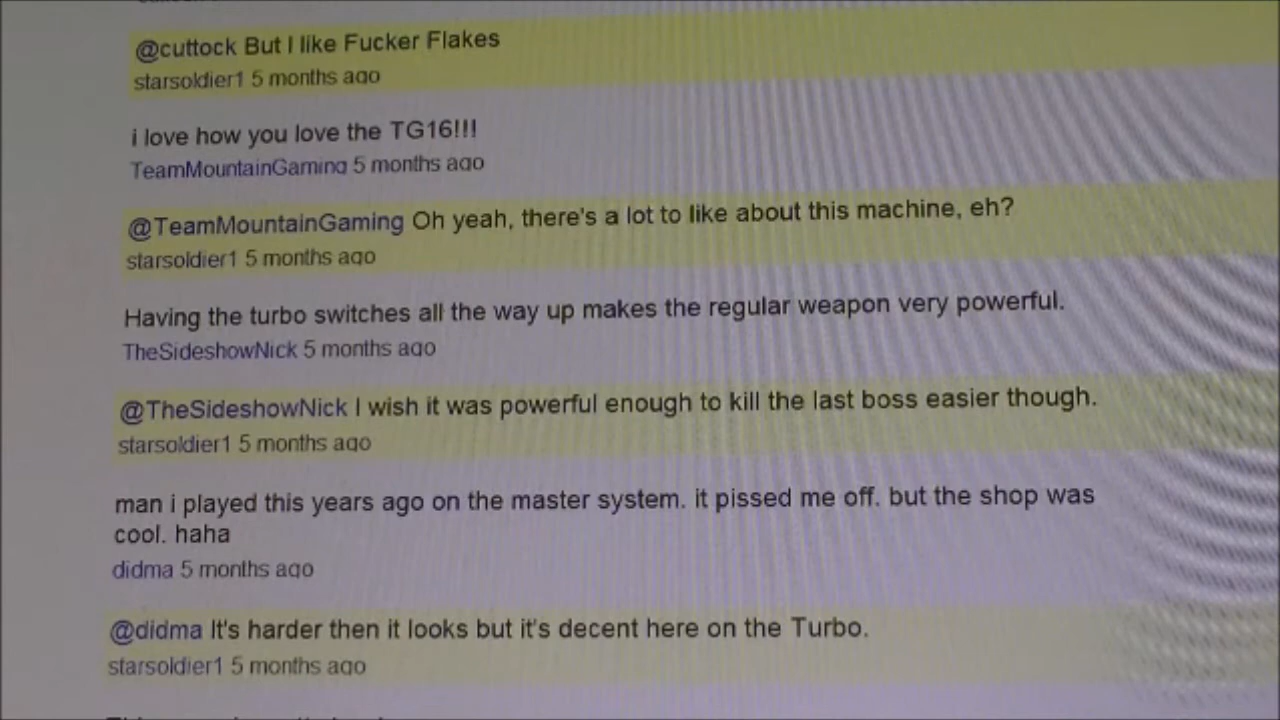 @cuttock But I like Fucker Flakes
starsoldier1 5 months ago
i love how you love the TG16!!!
TeamMountainGaming 5 months ago
@TeamMountainGaming Oh yeah, there's a lot to like about this machine, eh?
starsoldier1 5 months ago
Having the turbo switches all the way up makes the regular weapon very powerful.
TheSideshowNick 5 months ago
@TheSideshowNick I wish it was powerful enough to kill the last boss easier though.
starsoldier1 5 months ago
man i played this years ago on the master system. it pissed me off. but the shop was
cool. haha
didma 5 months ago
@didma It's harder then it looks but it's decent here on the Turbo.
starsoldier1 5 months ago